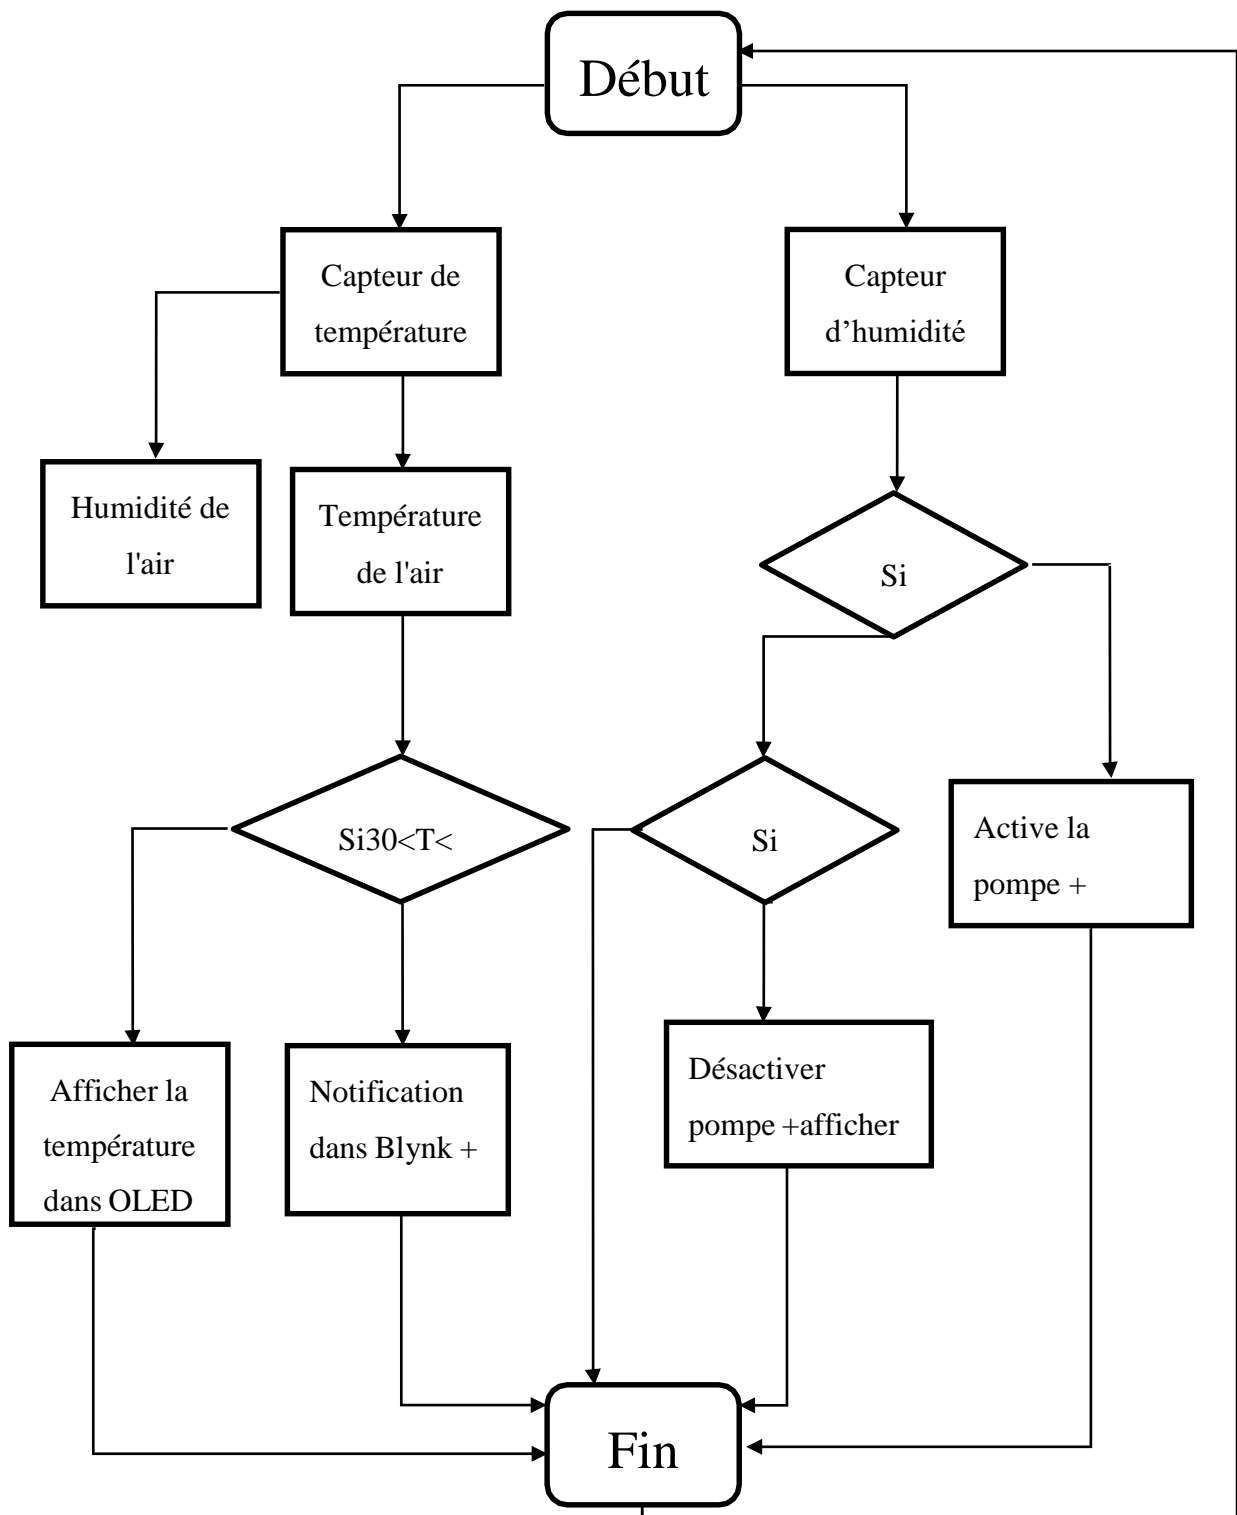 Début
Capteur de
température
Capteur
d’humidité
Humidité de
l'air
Température
de l'air
Si
Si30<T<
Si
Active la
pompe +
Afficher la
température
dans OLED
Notification
dans Blynk +
Désactiver
pompe +afficher
Fin